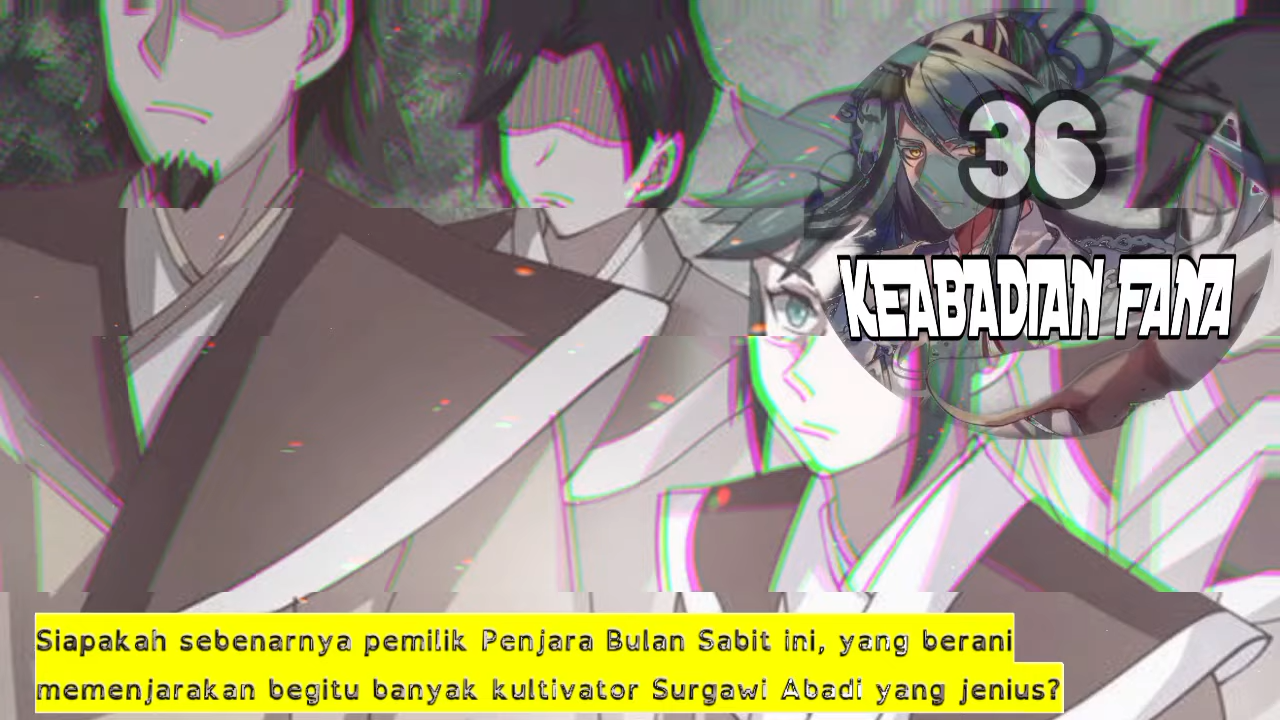 36
KEABADIAN FANA
Siapakah sebenarnya pemilik Penjara Bulan Sabit ini, yang berani
memenjarakan begitu banyak kultivator Surgawi Abadi yang jenius?